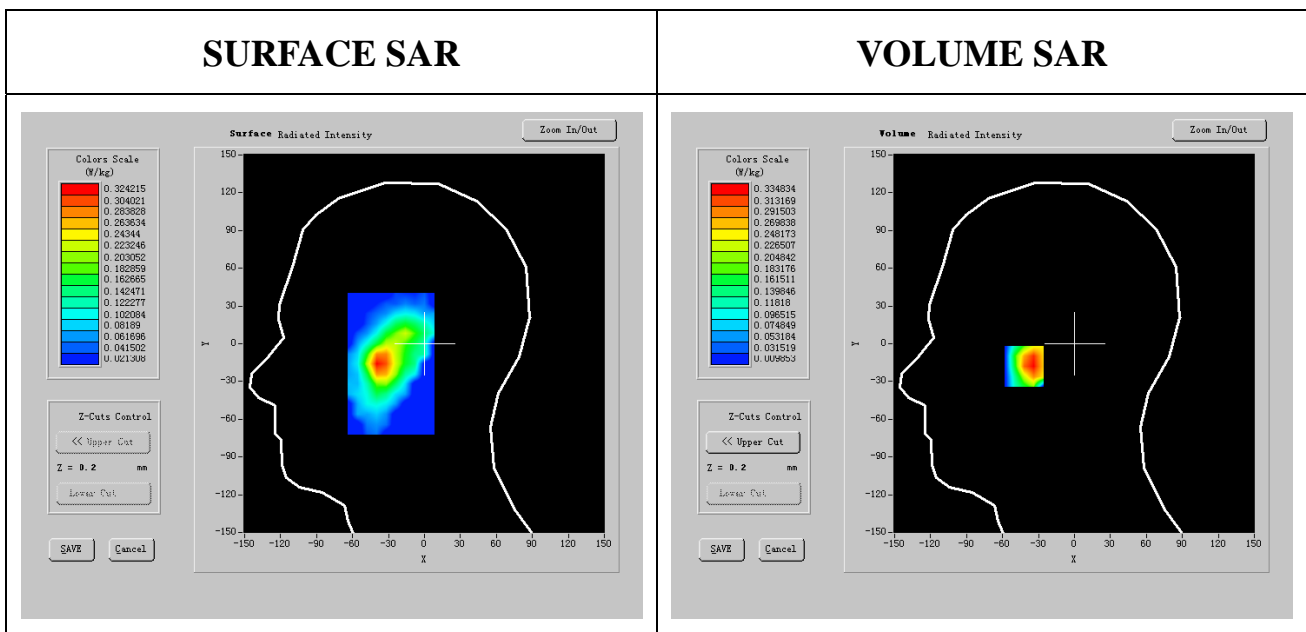 SURFACE SAR
VOLUME SAR
Surface Radiated Intensity
Zoom In/Out
Colors Scale
(W/kg)
0.324215
0.304021
0.283828
0.263634
0.24344
0.223246
0.203052
0.182859
0.162665
0.142471
0.122277
0.102084
0.08189
0.061696
0.041502
0.021308
Z-Cuts Control
<< Upper Cut
Z = 0.2 mm
Lower Cut
SAVE
Cancel
150
120
90
60
30
0
-30
-60
-90
-120
-150
Y
-150 -120 -90 -60 -30 0 30 60 90 120 150
X
Volume Radiated Intensity
Zoom In/Out
Colors Scale
(W/kg)
0.334834
0.313169
0.291503
0.269838
0.248173
0.226507
0.204842
0.183176
0.161511
0.139846
0.11818
0.096515
0.074849
0.053184
0.031519
0.009853
Z-Cuts Control
<< Upper Cut
Z = 0.2 mm
Lower Cut
SAVE
Cancel
150
120
90
60
30
0
-30
-60
-90
-120
-150
Y
-150 -120 -90 -60 -30 0 30 60 90 120 150
X